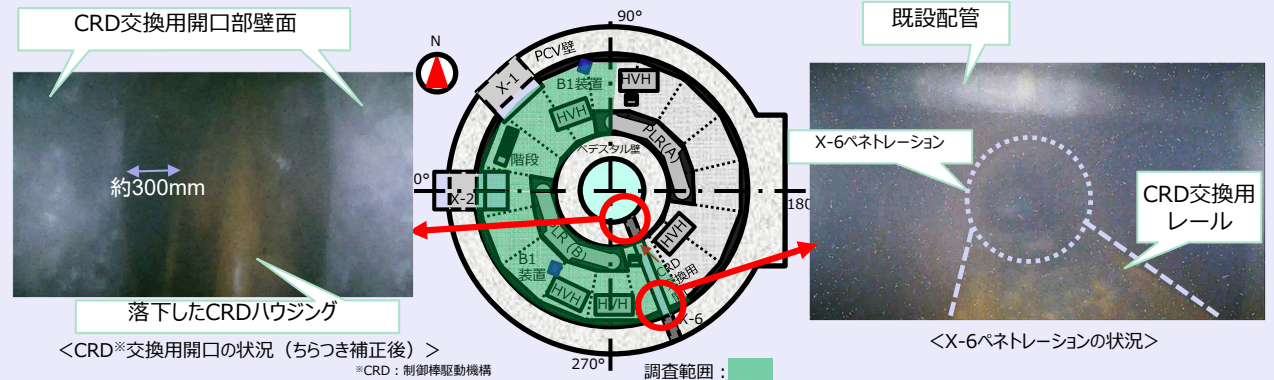 CRD交換用開口部壁面
約300mm
落下したCRDハウジング
＜CRD※交換用開口の状況（ちらつき補正後）＞
※CRD：制御棒駆動機構
N
90°
PCV壁
X-1
B1装置
HVH
HVH
PLR(A)
ペデスタル壁
階段
0°
X-2
180
PLR(B)
HVH
B1
装置
CRD
交換用
HVH
HVH
X-6
270°
調査範囲：
既設配管
X-6ペネトレーション
CRD交換用
レール
＜X-6ペネトレーションの状況＞